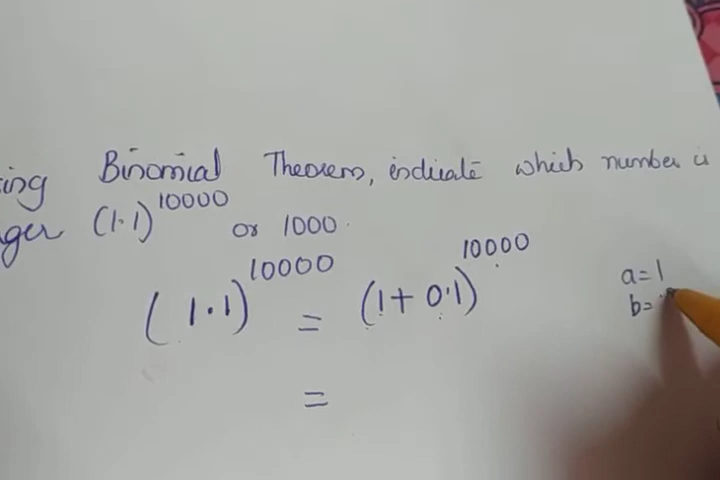 ing Binomial Theorem, indicate which number is
ger (1.1)^10000 or 1000.
(1.1)^10000 = (1+0.1)^10000
a=1
b=
=